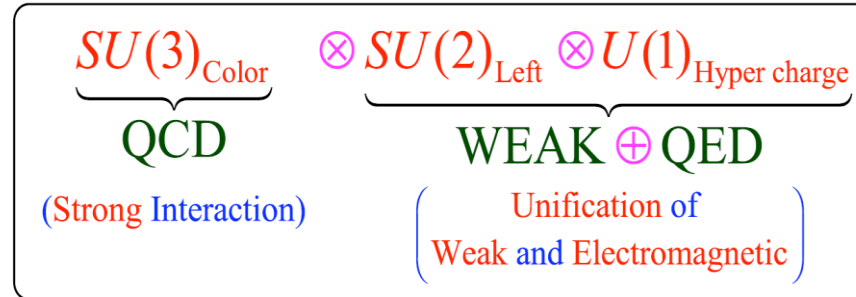 SU(3)Color ⊗ SU(2)Left ⊗ U(1)Hyper charge
QCD WEAK ⊕ QED
(Strong Interaction) (Unification of
Weak and Electromagnetic)